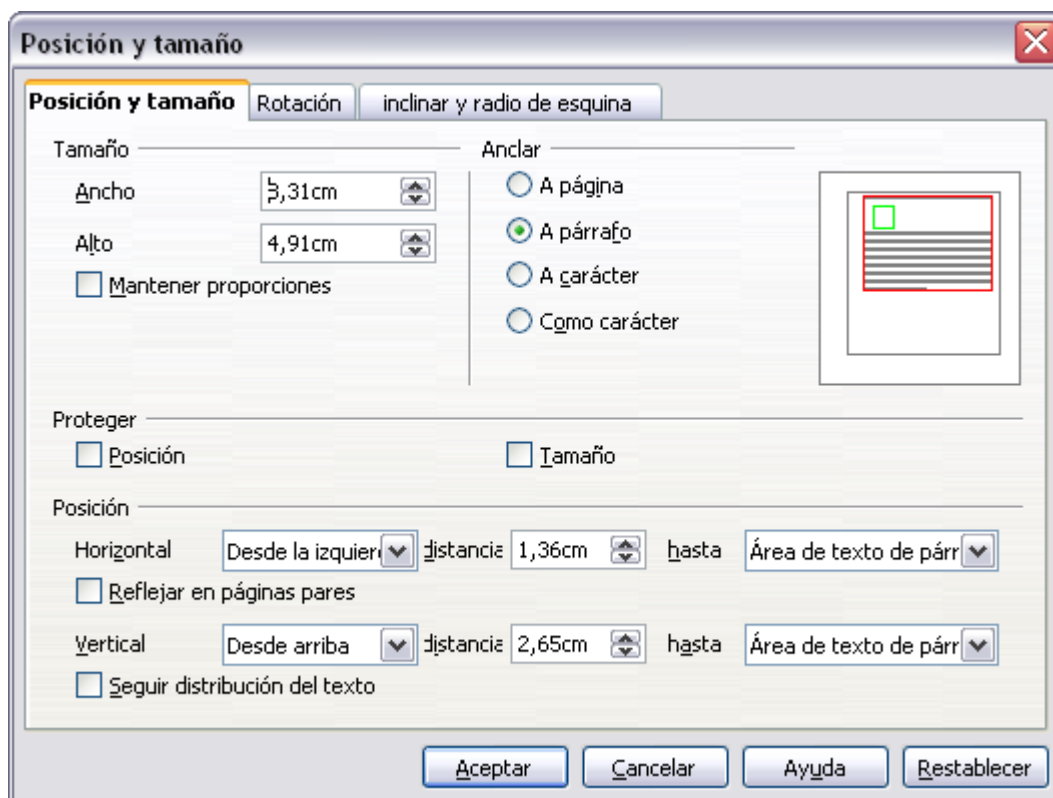 Posición y tamaño
Posición y tamaño Rotación inclinar y radio de esquina
Tamaño Anclar
Ancho 3,31cm A página
Alto 4,91cm A párrafo
Mantener proporciones A carácter
Como carácter
Proteger
Posición Tamaño
Posición
Horizontal Desde la izquier distancia 1,36cm hasta Área de texto de párr
Reflejar en páginas pares
Vertical Desde arriba distancia 2,65cm hasta Área de texto de párr
Seguir distribución del texto
Aceptar Cancelar Ayuda Restablecer